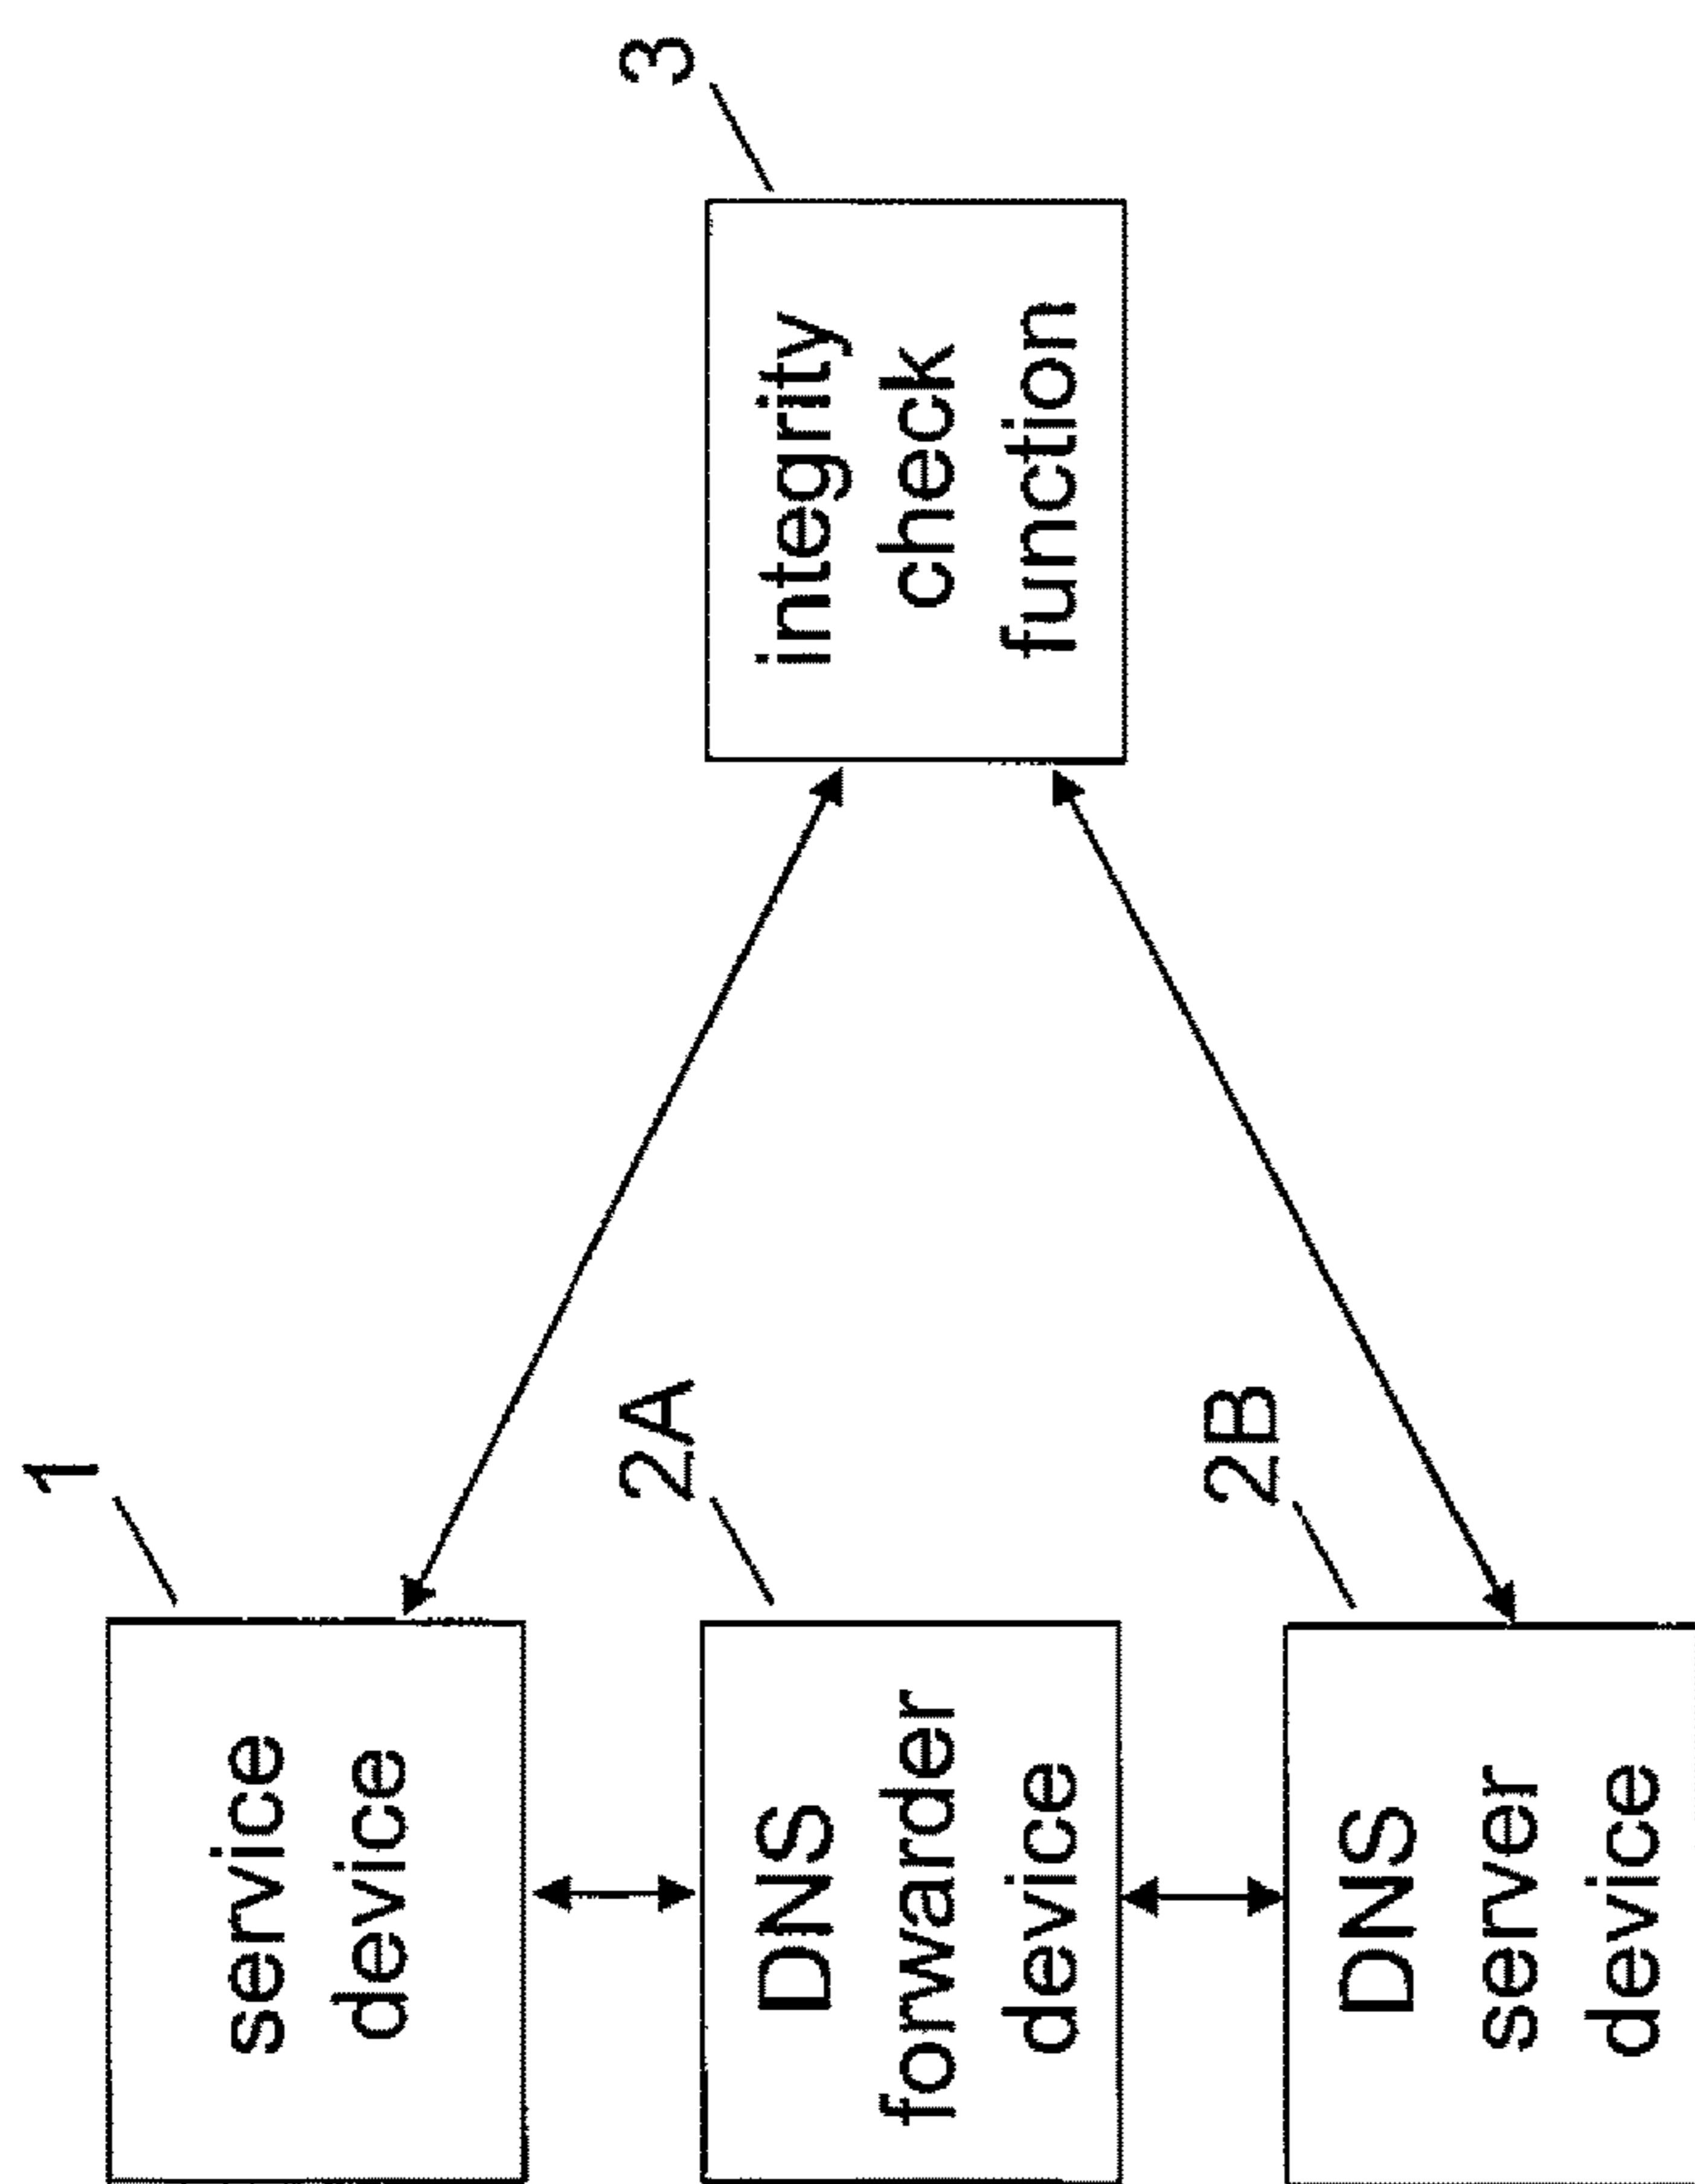 1
service
device
2A
DNS
forwarder
device
2B
DNS
server
device
3
integrity
check
function